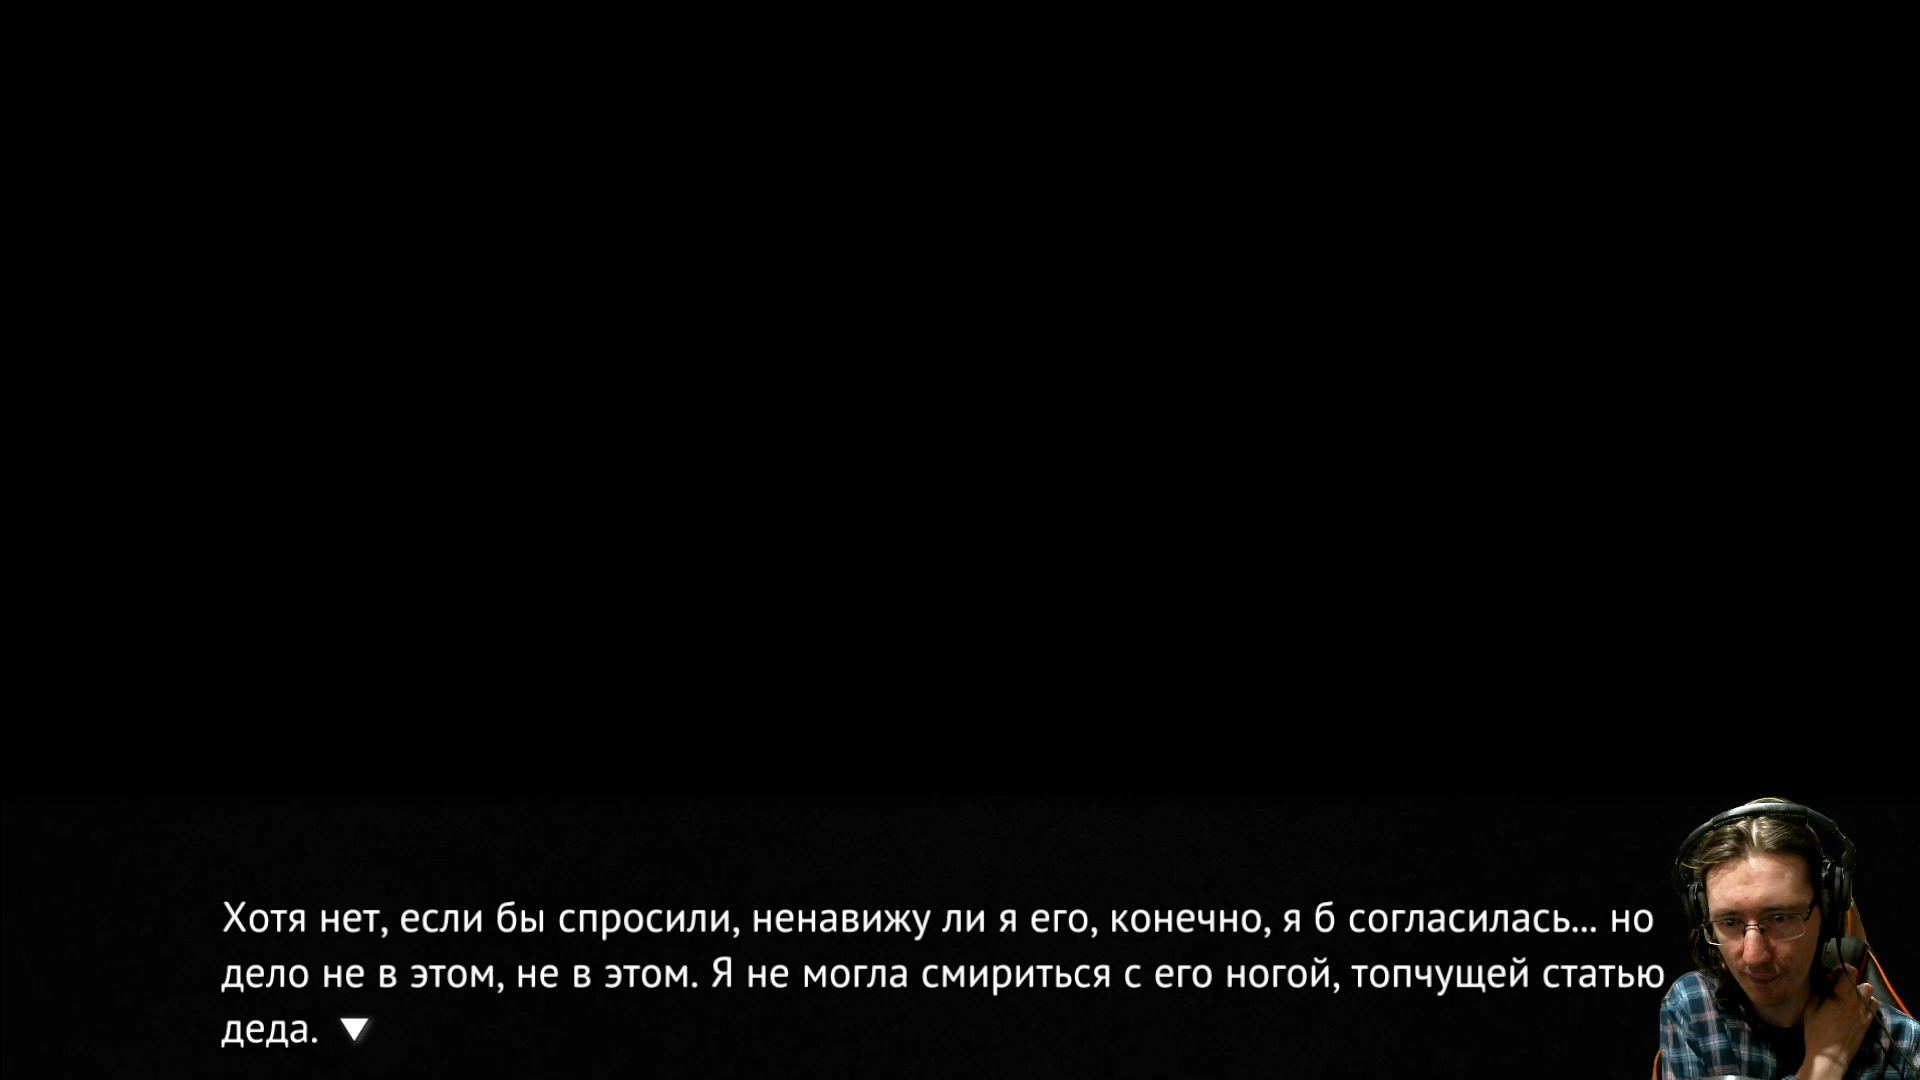 Хотя нет, если бы спросили, ненавижу ли я его, конечно, я б согласилась... но
дело не в этом, не в этом. Я не могла смириться с его ногой, топчущей статью
деда.